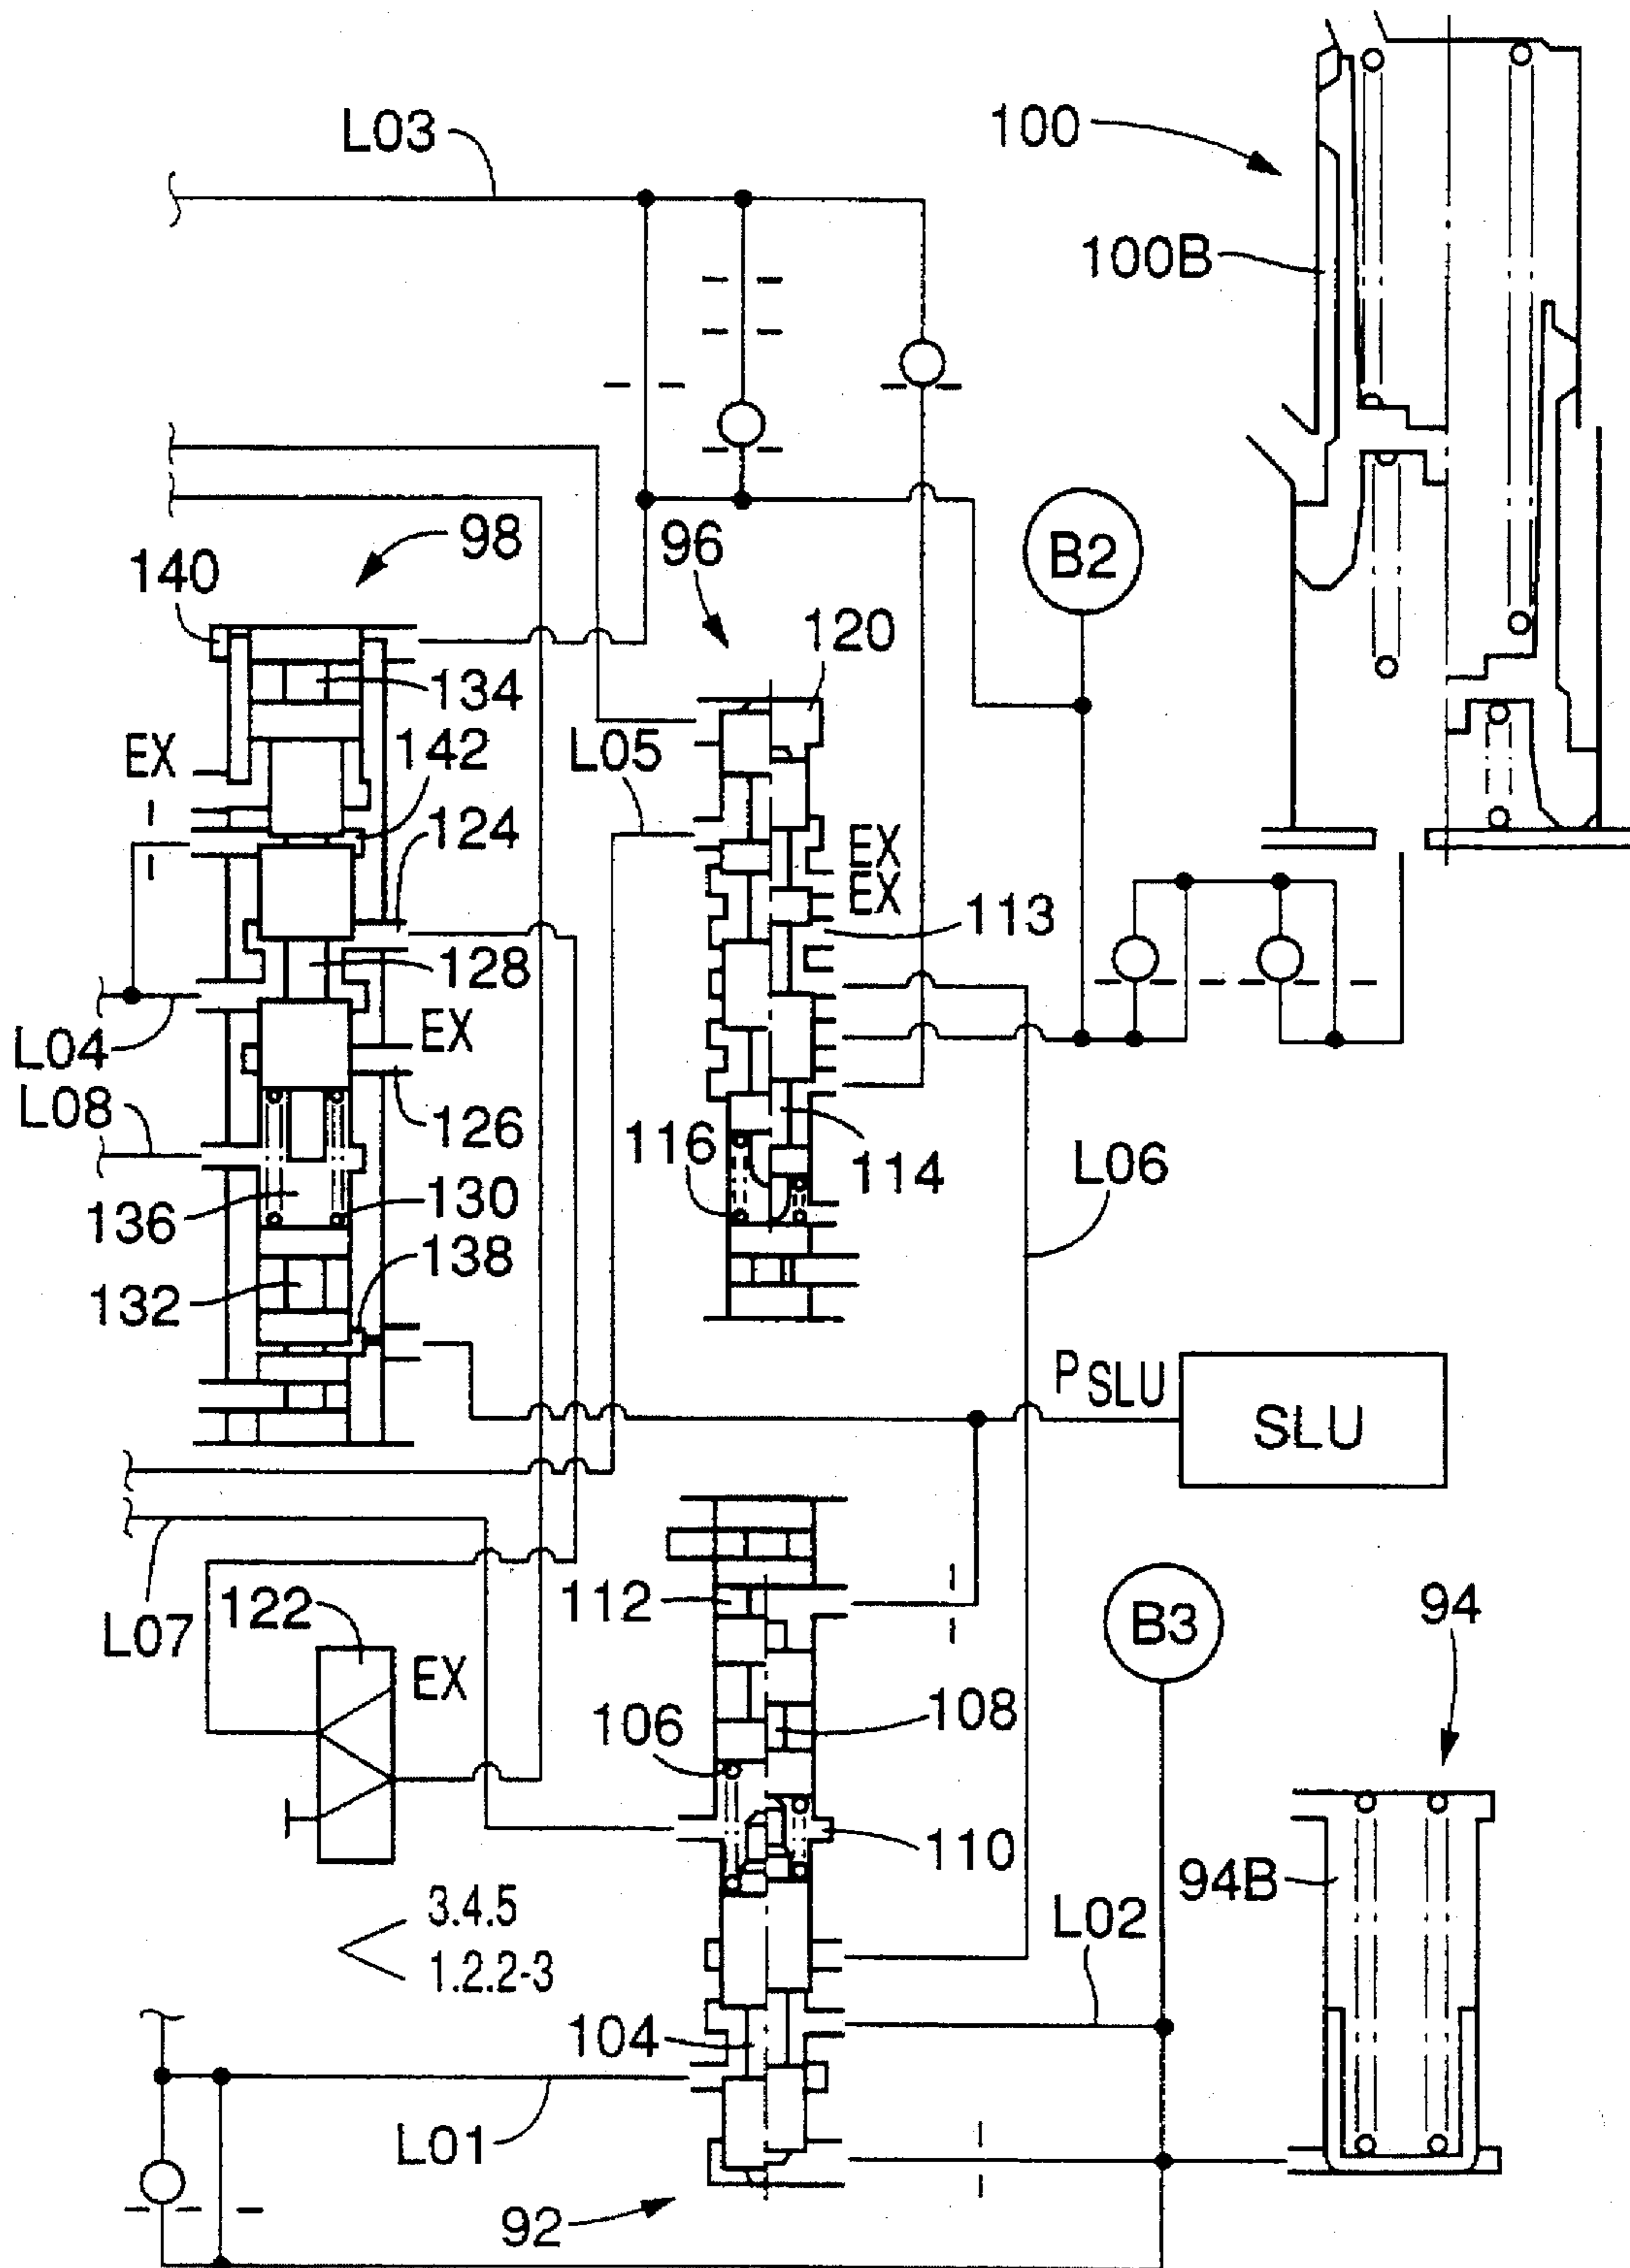 L03
100
100B
98
96
B2
140
120
134
EX
142
L05
124
EX
EX
113
128
L04
EX
L08
126
116
114
L06
136
130
138
132
PSLU
SLU
112
B3
94
L07
122
EX
106
108
110
94B
3.4.5
1.2.2-3
L02
104
L01
92